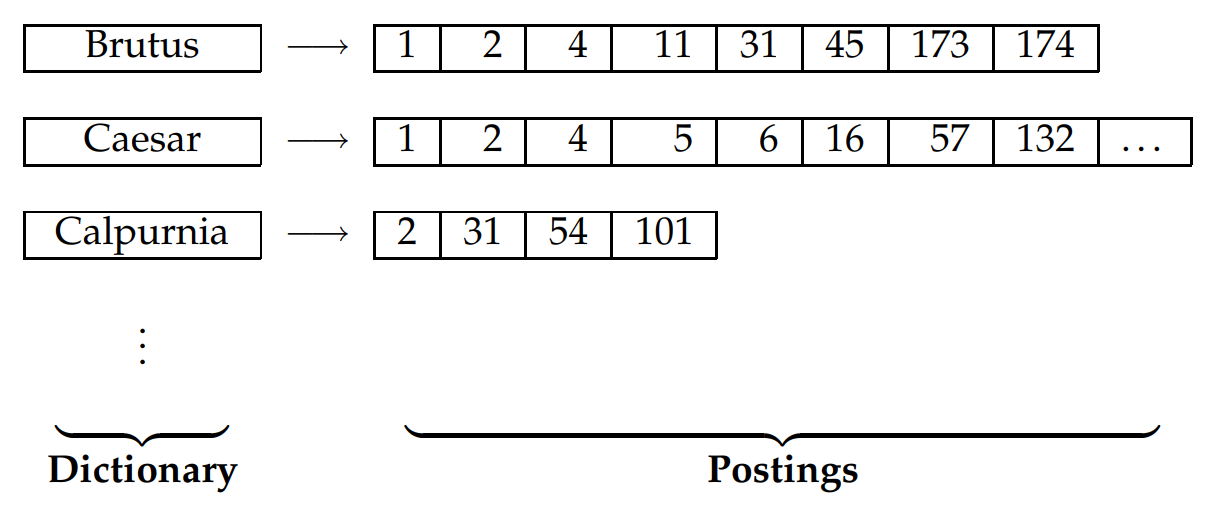 Brutus ⟶ 1 2 4 11 31 45 173 174
Caesar ⟶ 1 2 4 5 6 16 57 132 ...
Calpurnia ⟶ 2 31 54 101
⋮
Dictionary Postings